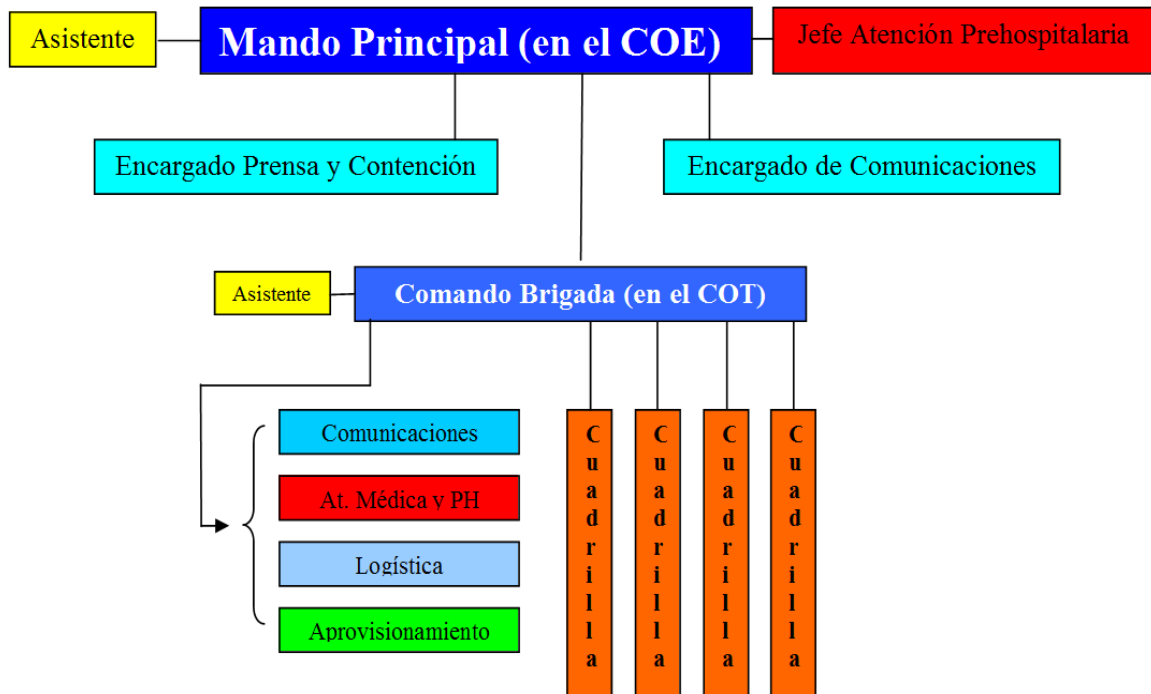 Asistente
Mando Principal (en el COE)
Jefe Atención Prehospitalaria
Encargado Prensa y Contención
Encargado de Comunicaciones
Asistente
Comando Brigada (en el COT)
Comunicaciones
At. Médica y PH
Logística
Aprovisionamiento
Cuadrilla
Cuadrilla
Cuadrilla
Cuadrilla